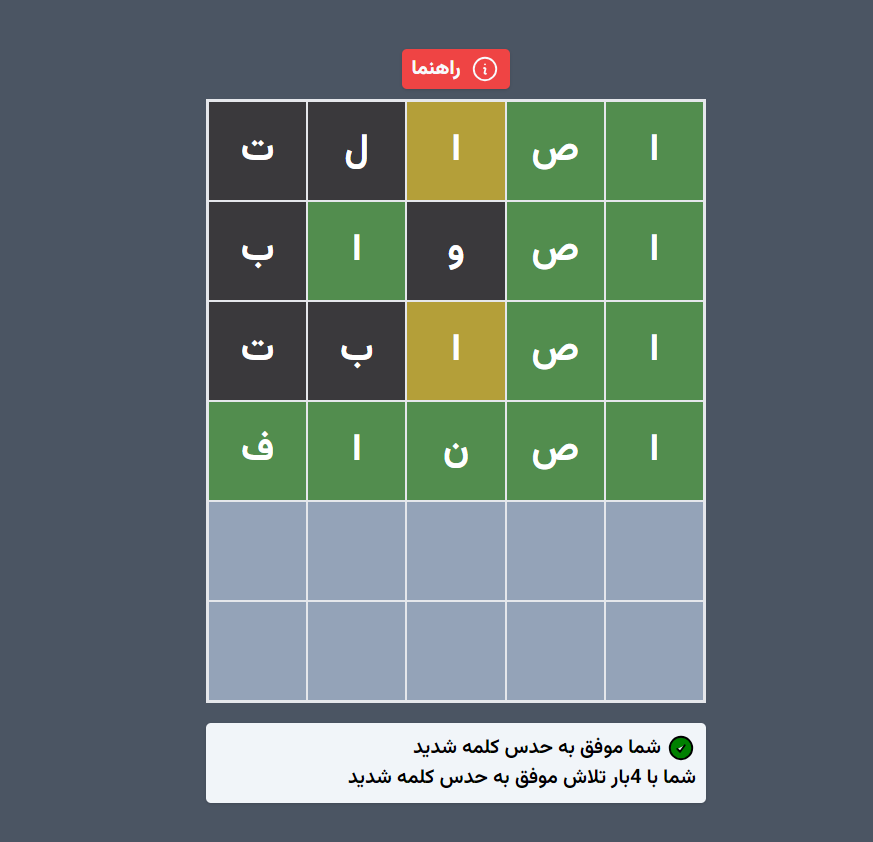 راهنما
ا ص ا ل ت
ا ص و ا ب
ا ص ا ب ت
ا ص ن ا ف
شما موفق به حدس کلمه شدید
شما با 4بار تلاش موفق به حدس کلمه شدید